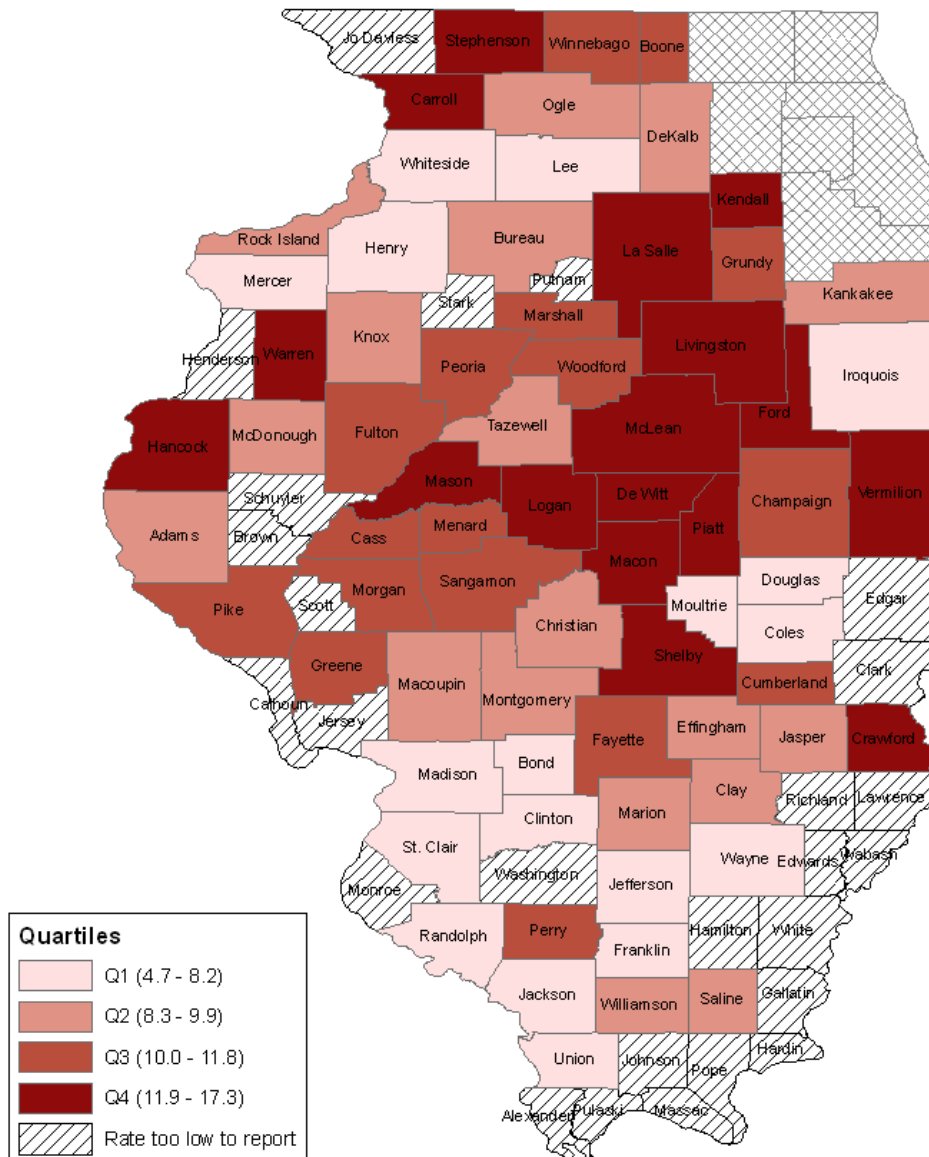 Jo Daviess
Stephenson
Winnebago
Boone
Carroll
Ogle
DeKalb
Whiteside
Lee
Kendall
Rock Island
Henry
Bureau
La Salle
Grundy
Mercer
Putnam
Kankakee
Stark
Marshall
Henderson
Warren
Knox
Peoria
Woodford
Livingston
Iroquois
Hancock
McDonough
Fulton
Tazewell
McLean
Ford
Schuyler
Mason
Logan
De Witt
Champaign
Vermilion
Adams
Brown
Cass
Menard
Macon
Piatt
Pike
Scott
Morgan
Sangamon
Christian
Moultrie
Douglas
Edgar
Coles
Greene
Shelby
Clark
Calhoun
Jersey
Macoupin
Montgomery
Cumberland
Fayette
Effingham
Jasper
Crawford
Madison
Bond
Clay
Richland
Lawrence
Marion
Clinton
St. Clair
Wayne
Edwards
Wabash
Monroe
Washington
Jefferson
Randolph
Perry
Franklin
Hamilton
White
Jackson
Williamson
Saline
Gallatin
Union
Johnson
Pope
Hardin
Alexander
Pulaski
Massac
Quartiles
Q1 (4.7 - 8.2)
Q2 (8.3 - 9.9)
Q3 (10.0 - 11.8)
Q4 (11.9 - 17.3)
Rate too low to report